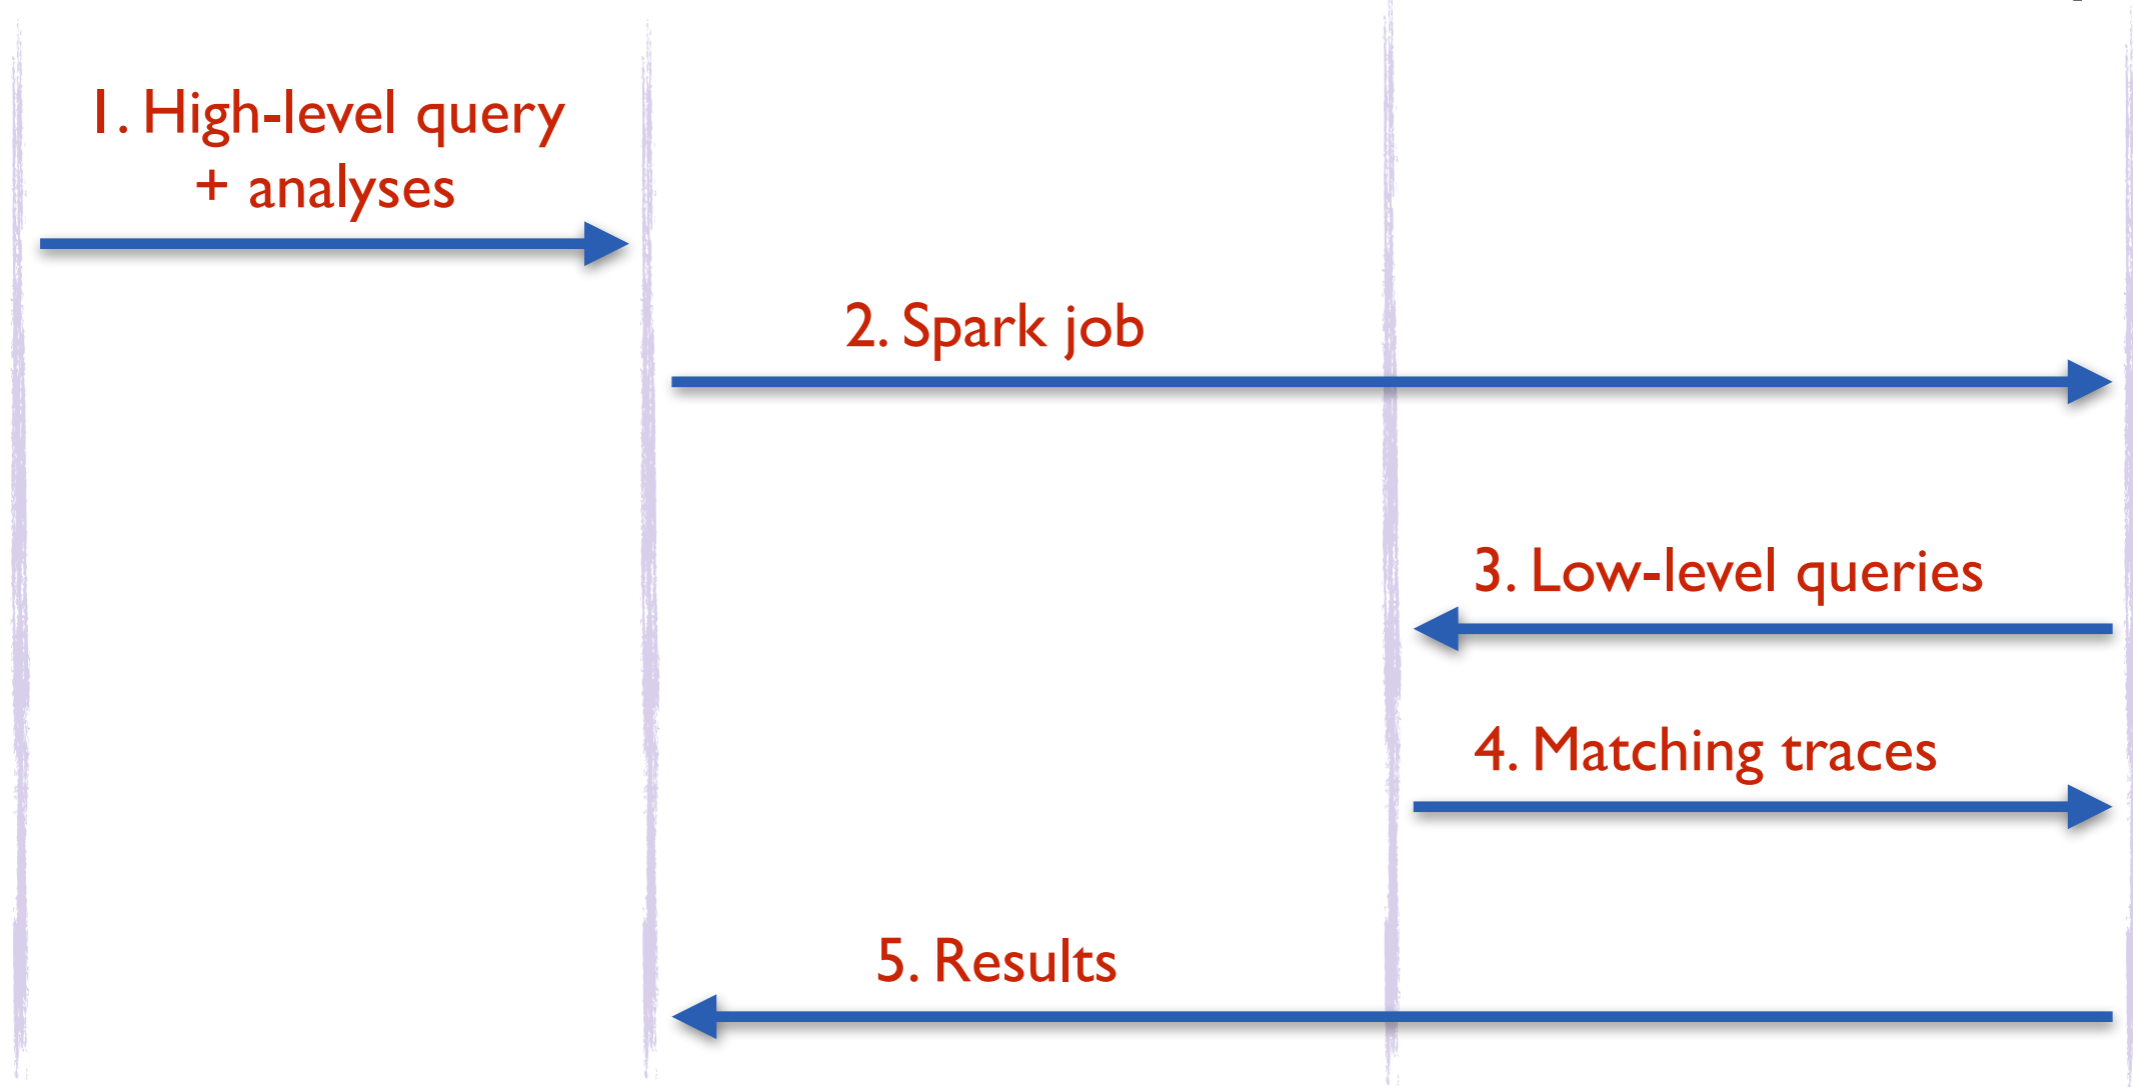 1. High-level query
+ analyses
2. Spark job
3. Low-level queries
4. Matching traces
5. Results